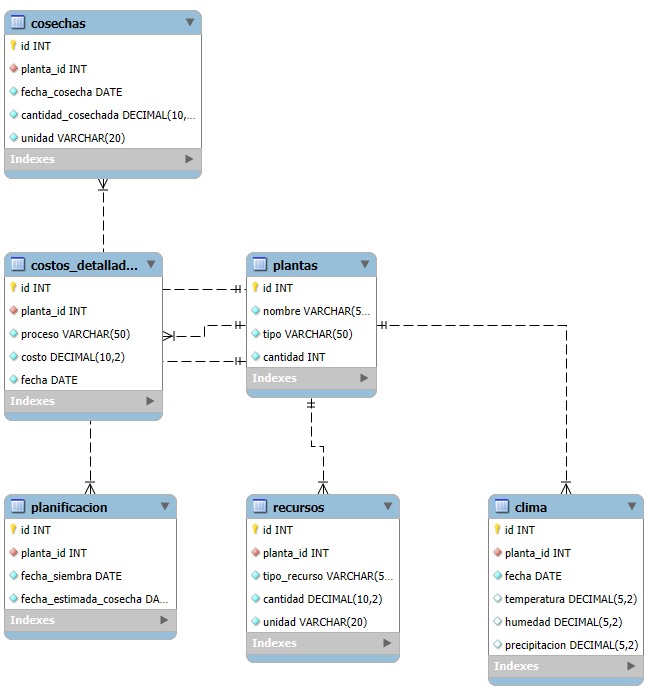 cosechas
id INT
planta_id INT
fecha_cosecha DATE
cantidad_cosechada DECIMAL(10,...
unidad VARCHAR(20)
Indexes
costos_detallad...
id INT
planta_id INT
proceso VARCHAR(50)
costo DECIMAL(10,2)
fecha DATE
Indexes
plantas
id INT
nombre VARCHAR(5...
tipo VARCHAR(50)
cantidad INT
Indexes
planificacion
id INT
planta_id INT
fecha_siembra DATE
fecha_estimada_cosecha DA...
Indexes
recursos
id INT
planta_id INT
tipo_recurso VARCHAR(5...
cantidad DECIMAL(10,2)
unidad VARCHAR(20)
Indexes
clima
id INT
planta_id INT
fecha DATE
temperatura DECIMAL(5,2)
humedad DECIMAL(5,2)
precipitacion DECIMAL(5,2)
Indexes